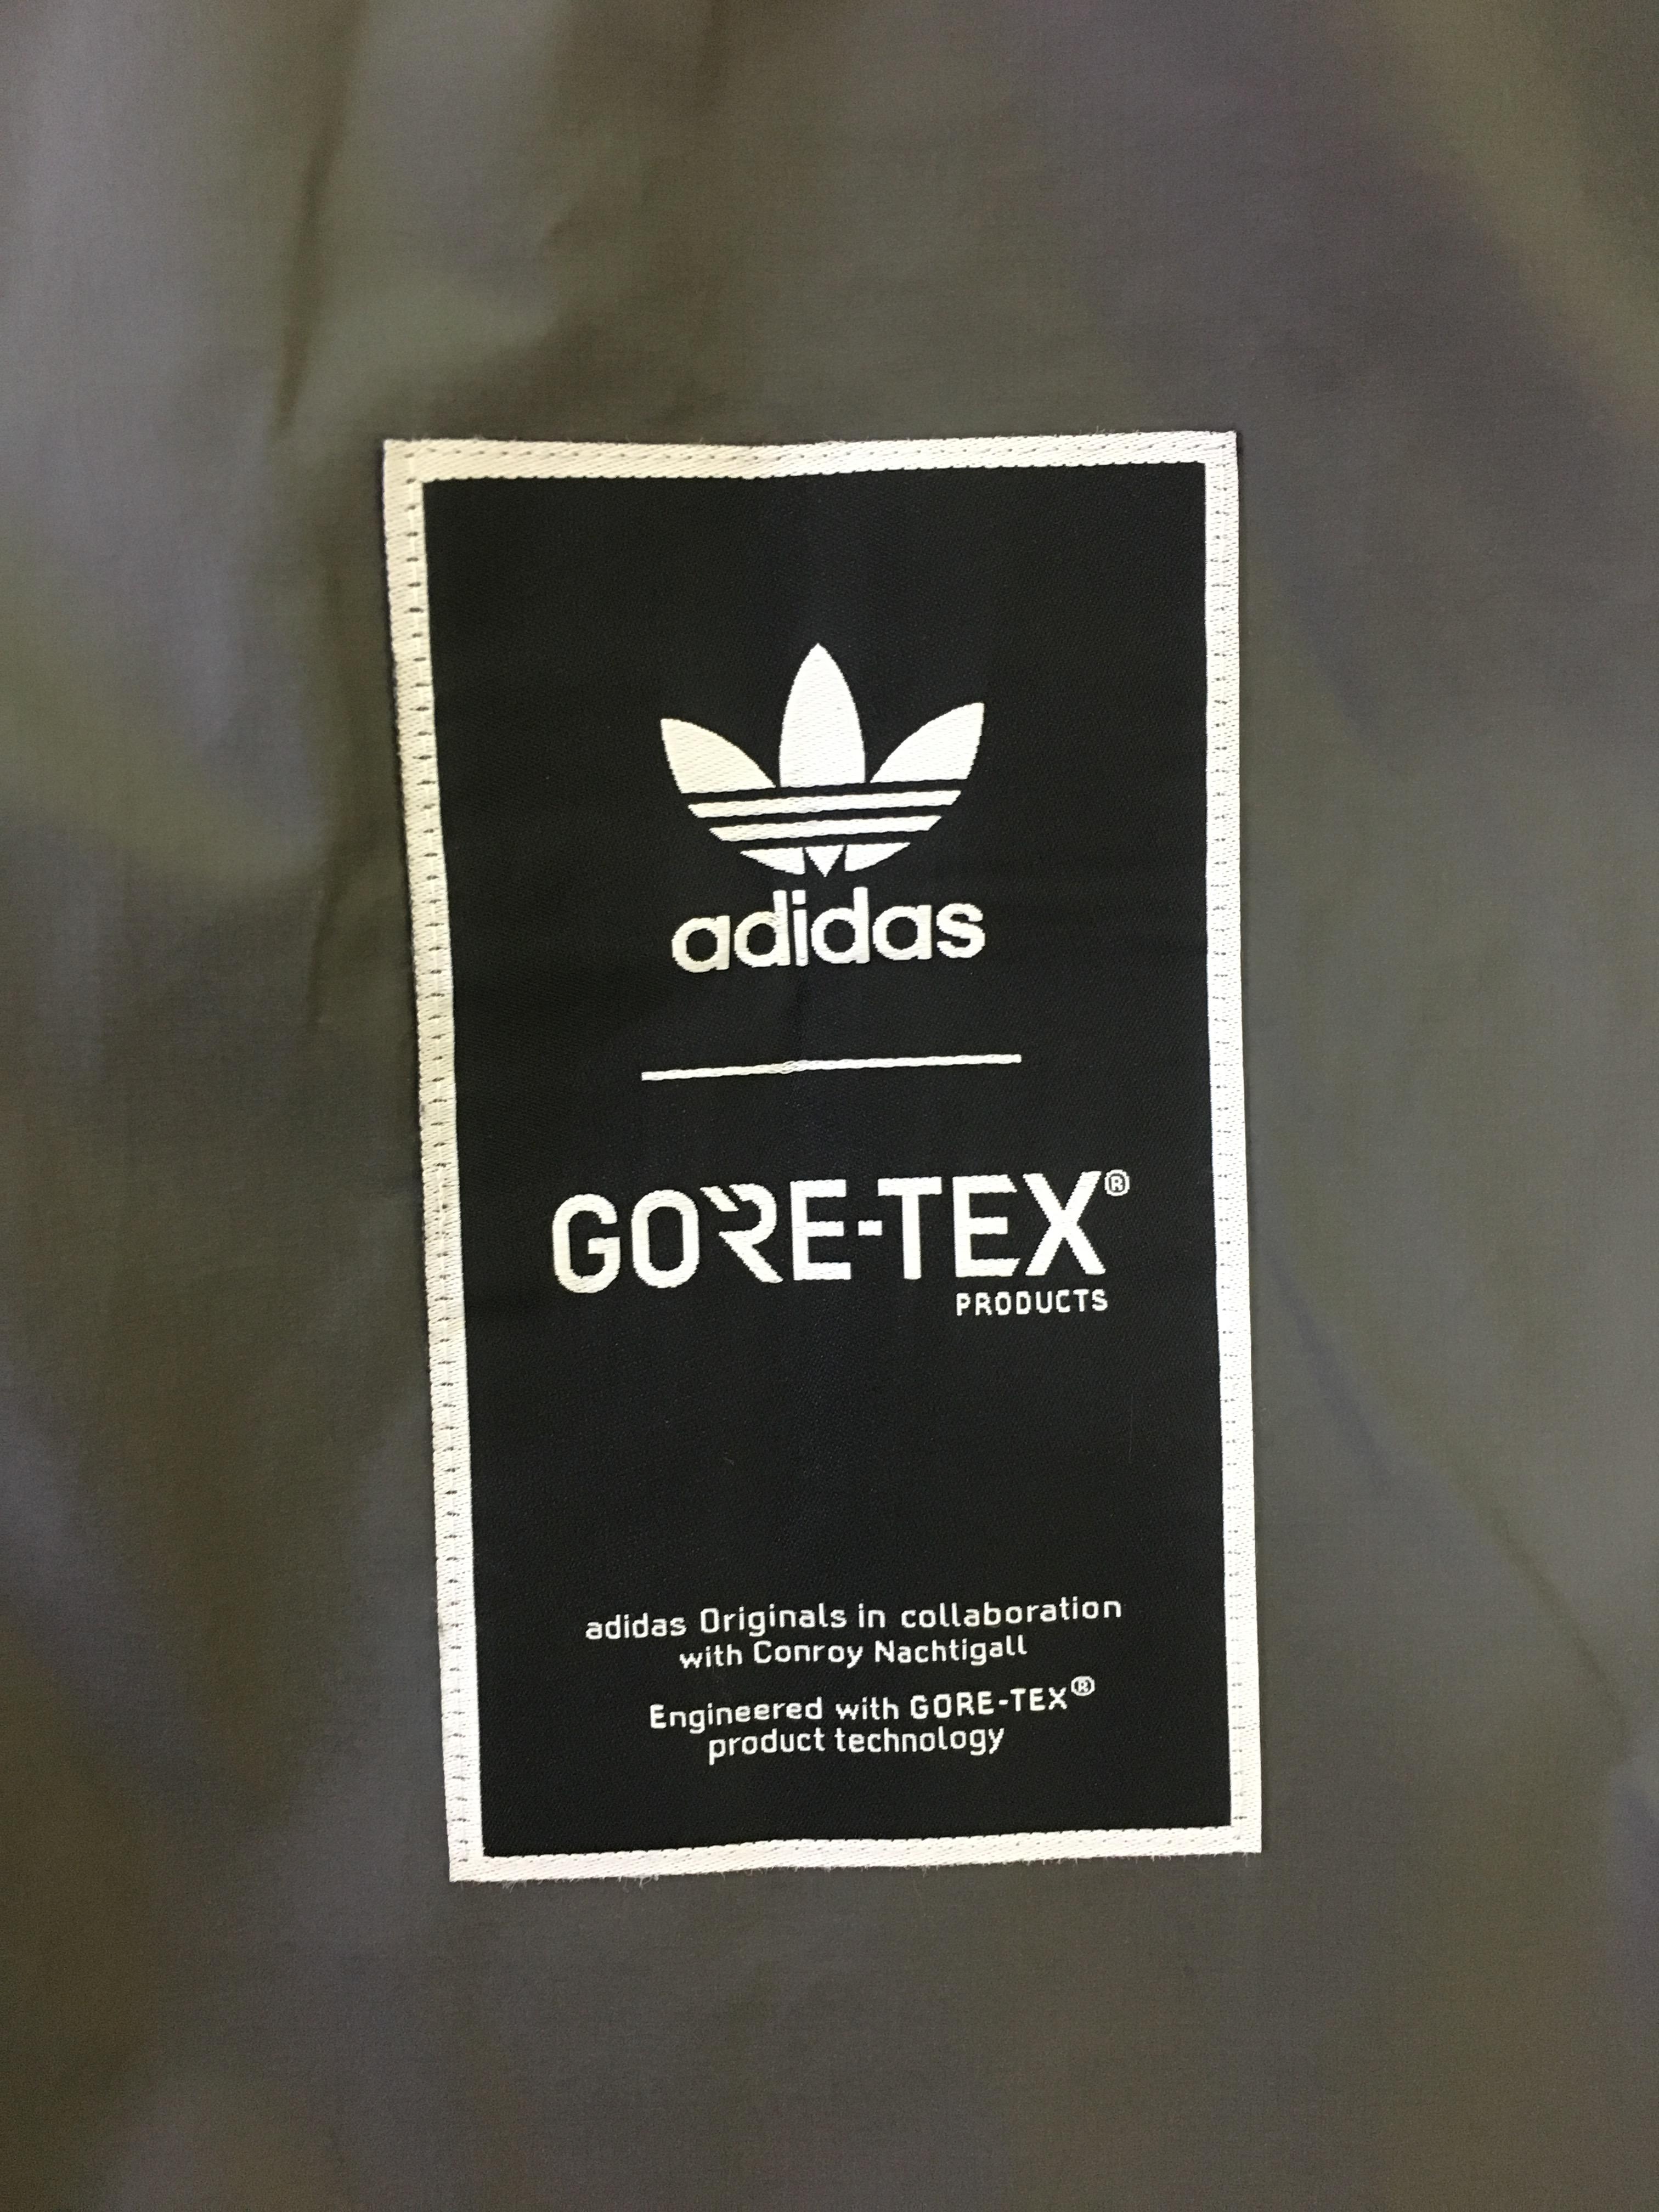 adidas
GORE-TEX®
PRODUCTS
adidas Originals in collaboration
with Conroy Nachtigall
Engineered with GORE-TEX®
product technology